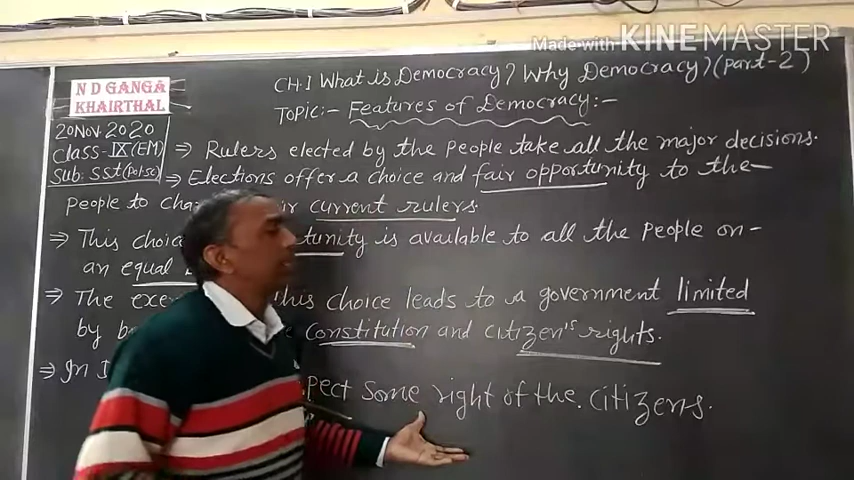 Made with KINEMASTER
CH.1 What is Democracy? Why Democracy? (part-2)
N D GANGA
KHAIRTHAL
TOPIC:- Features of Democracy:-
20 NOV. 2020
Class-IX (EM)
Sub: SSt (Pol.Sc)
⇒ Rulers elected by the People take all the major decisions.
⇒ Elections offer a choice and fair opportunity to the-
people to current rulers.
⇒ This tunity is available to all the People on-
an equal
⇒ The this choice leads to a government limited
by Constitution and citizen's rights.
⇒ In pect some right of the citizens.